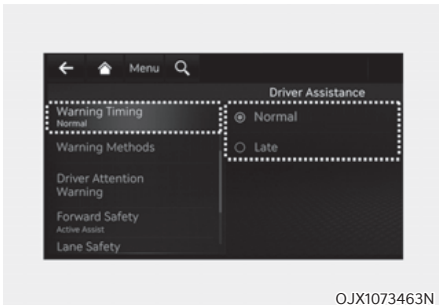 Menu
Driver Assistance
Warning Timing
Normal
Warning Methods
Driver Attention
Warning
Forward Safety
Active Assist
Lane Safety
Normal
Late
OJX1073463N